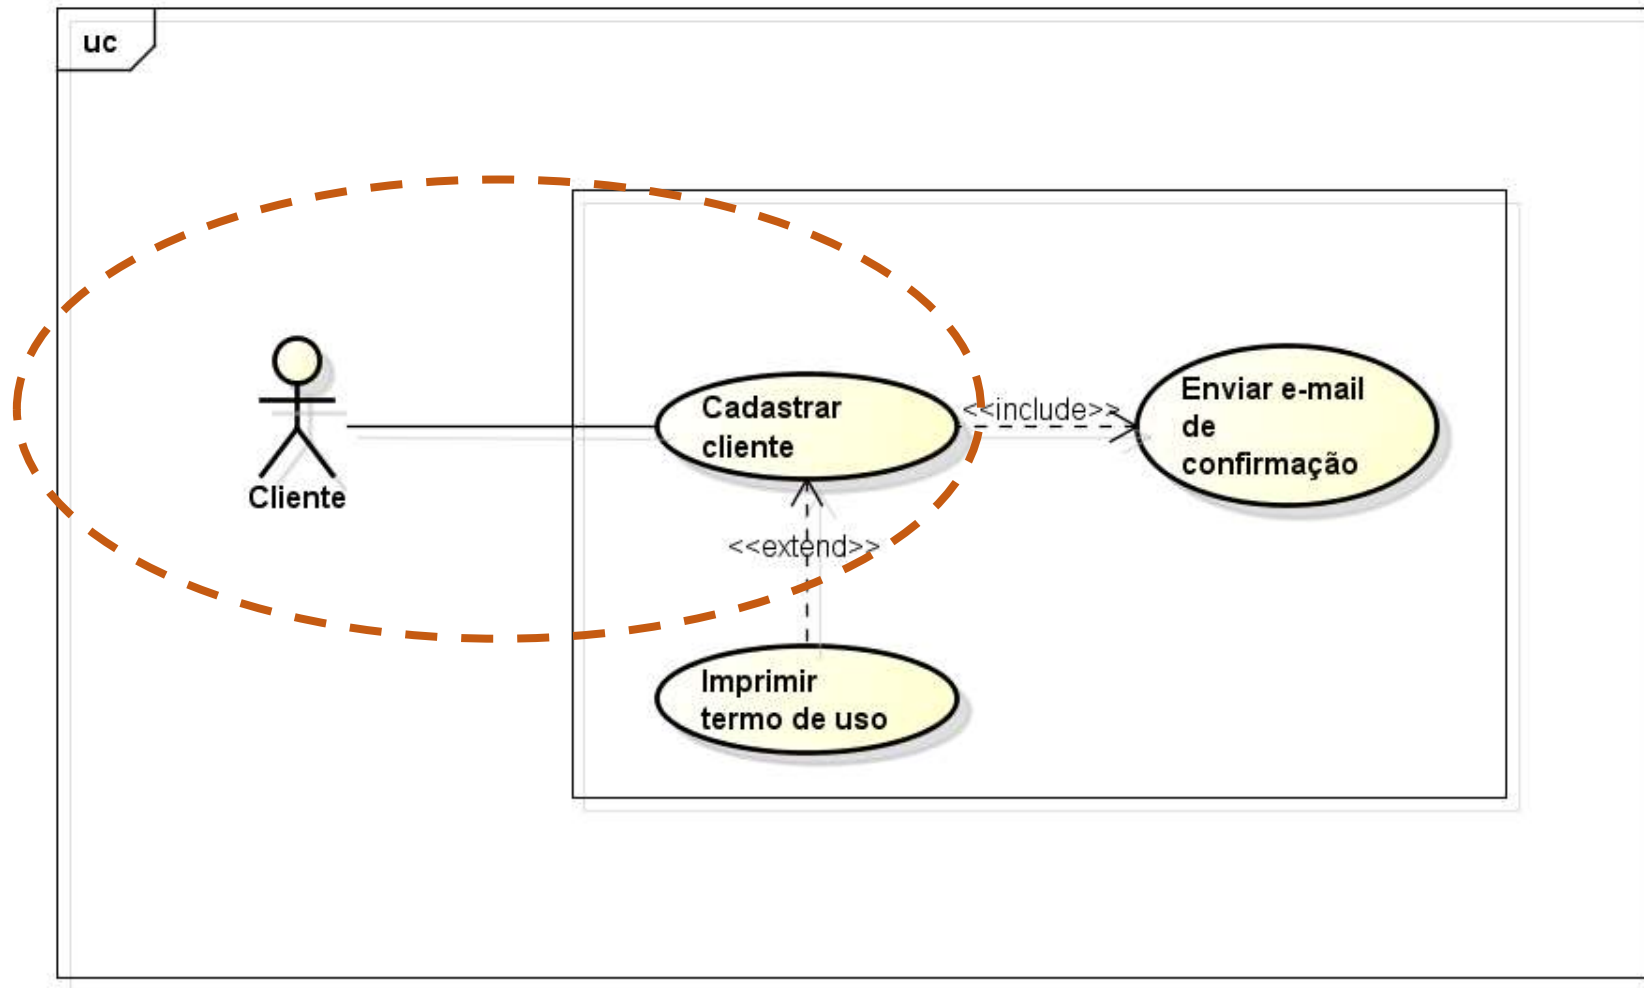 uc
Cliente
Cadastrar
cliente
<<include>>
Enviar e-mail
de
confirmação
<<extend>>
Imprimir
termo de uso